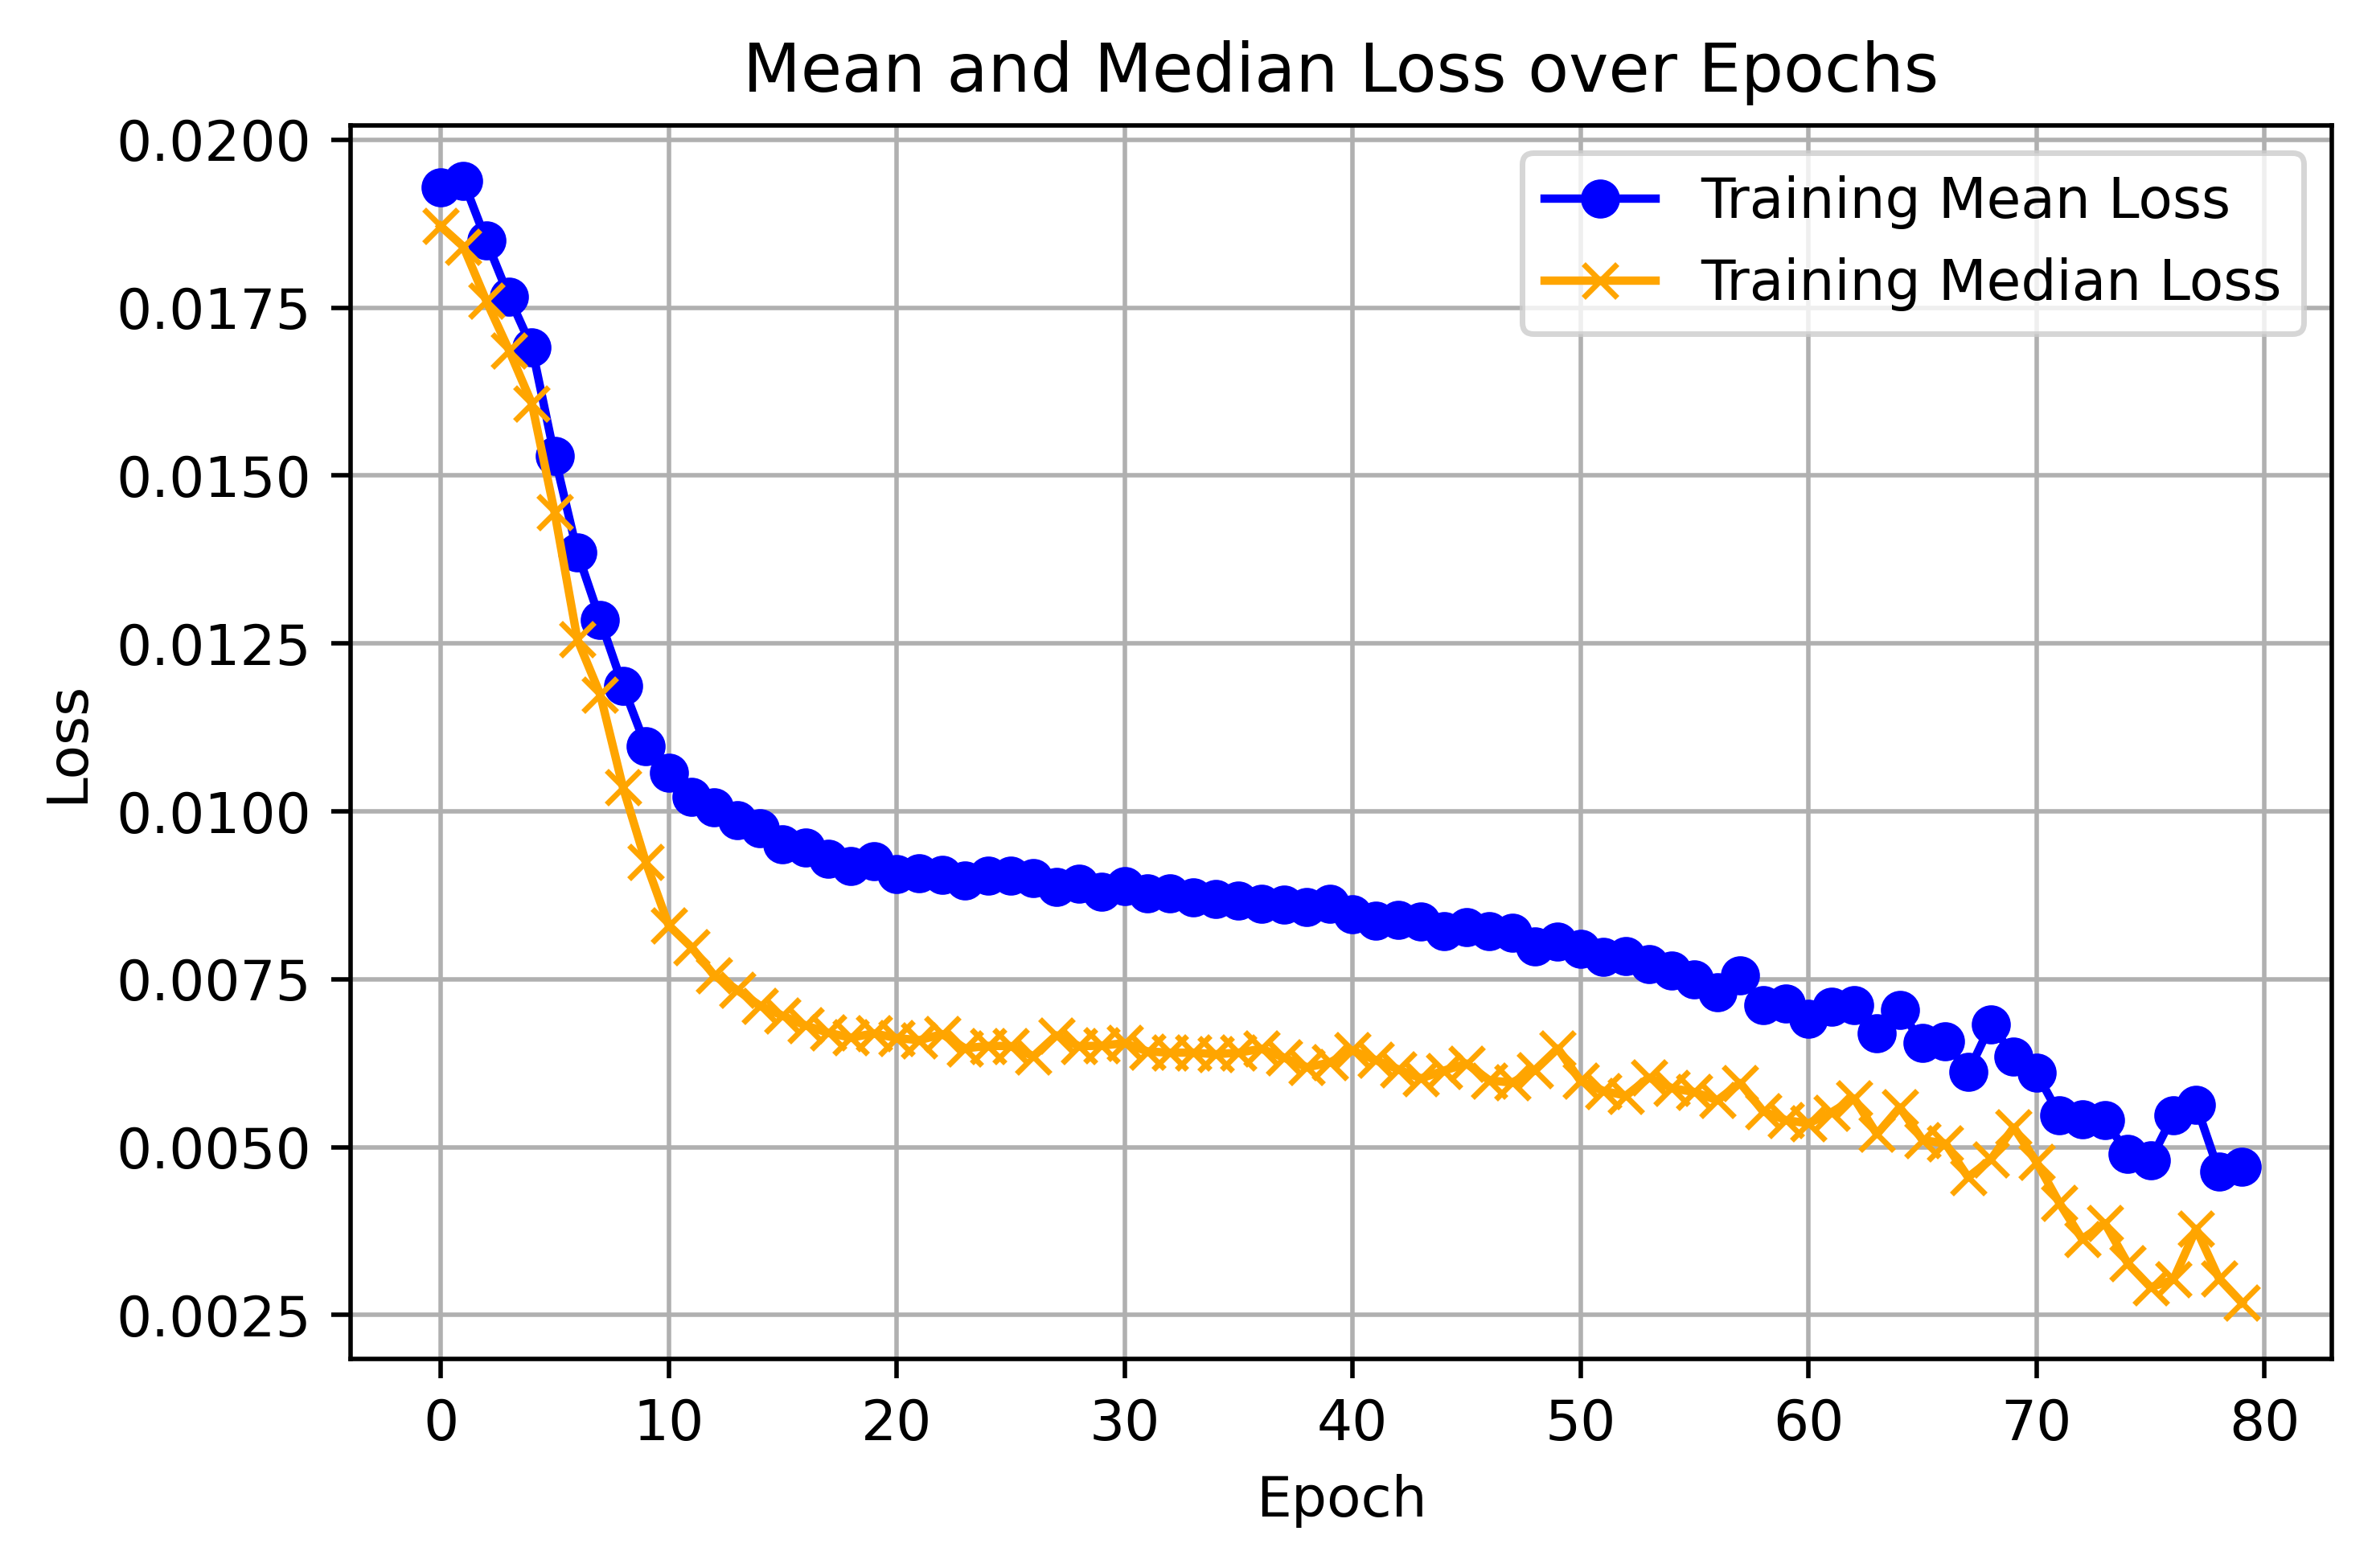 Mean and Median Loss over Epochs
0.0200
0.0175
0.0150
0.0125
0.0100
0.0075
0.0050
0.0025
Loss
Training Mean Loss
Training Median Loss
0 10 20 30 40 50 60 70 80
Epoch